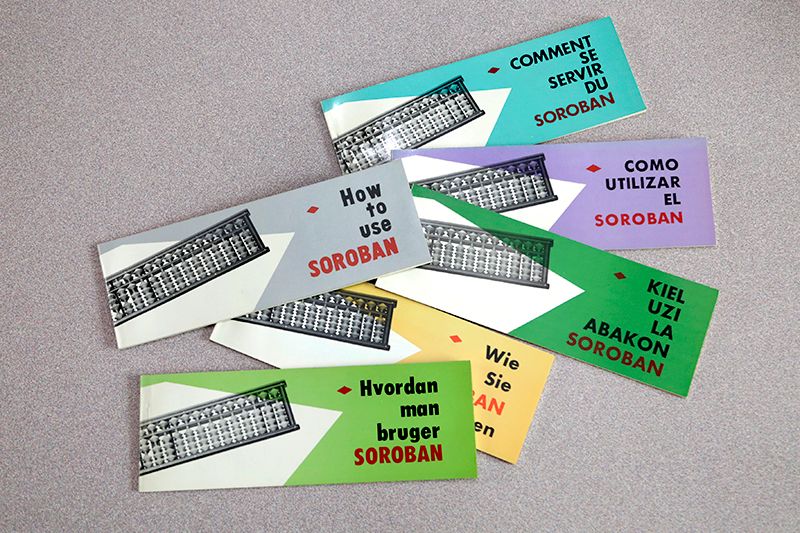 COMMENT
SE
SERVIR
DU
SOROBAN
COMO
UTILIZAR
EL
SOROBAN
How
to
use
SOROBAN
KIEL
UZI
LA
ABAKON
SOROBAN
Wie
Sie
Hvordan
man
bruger
SOROBAN